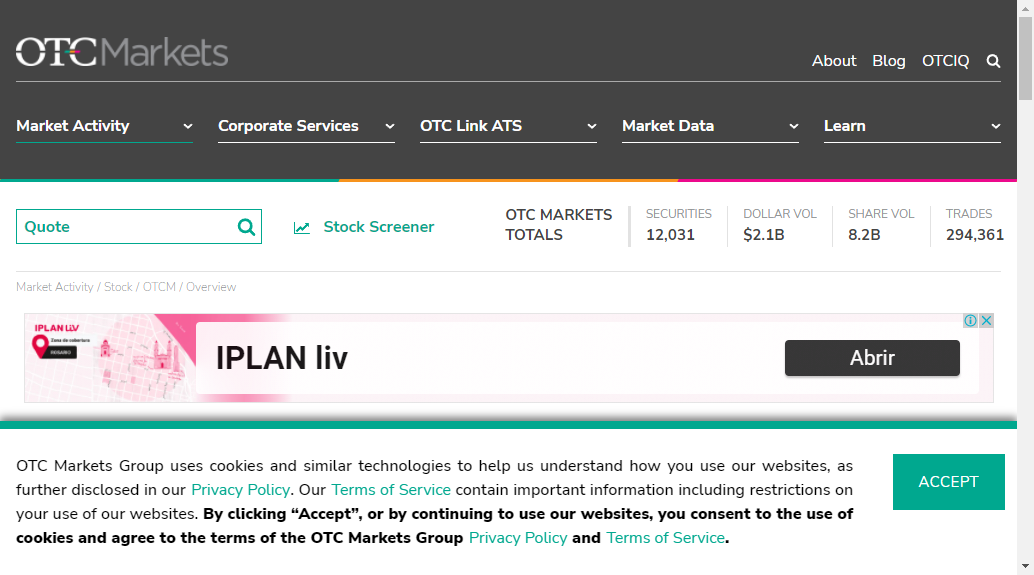 OTC Markets
About Blog OTCIQ
Market Activity Corporate Services OTC Link ATS Market Data Learn
Quote
Stock Screener
OTC MARKETS TOTALS
SECURITIES
12,031
DOLLAR VOL
$2.1B
SHARE VOL
8.2B
TRADES
294,361
Market Activity / Stock / OTCM / Overview
IPLAN LIV
Zona de cobertura
ROSARIO
IPLAN liv
Abrir
OTC Markets Group uses cookies and similar technologies to help us understand how you use our websites, as
further disclosed in our Privacy Policy. Our Terms of Service contain important information including restrictions on
your use of our websites. By clicking “Accept”, or by continuing to use our websites, you consent to the use of
cookies and agree to the terms of the OTC Markets Group Privacy Policy and Terms of Service.
ACCEPT